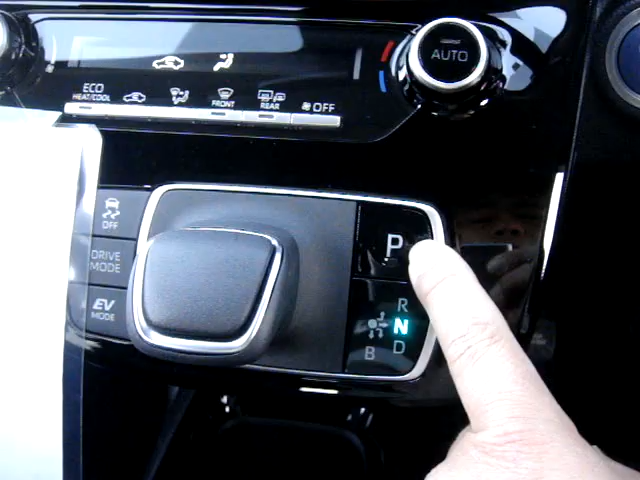 AUTO
ECO
HEAT/COOL
FRONT
REAR
OFF
OFF
DRIVE
MODE
EV
MODE
P
R
N
D
B